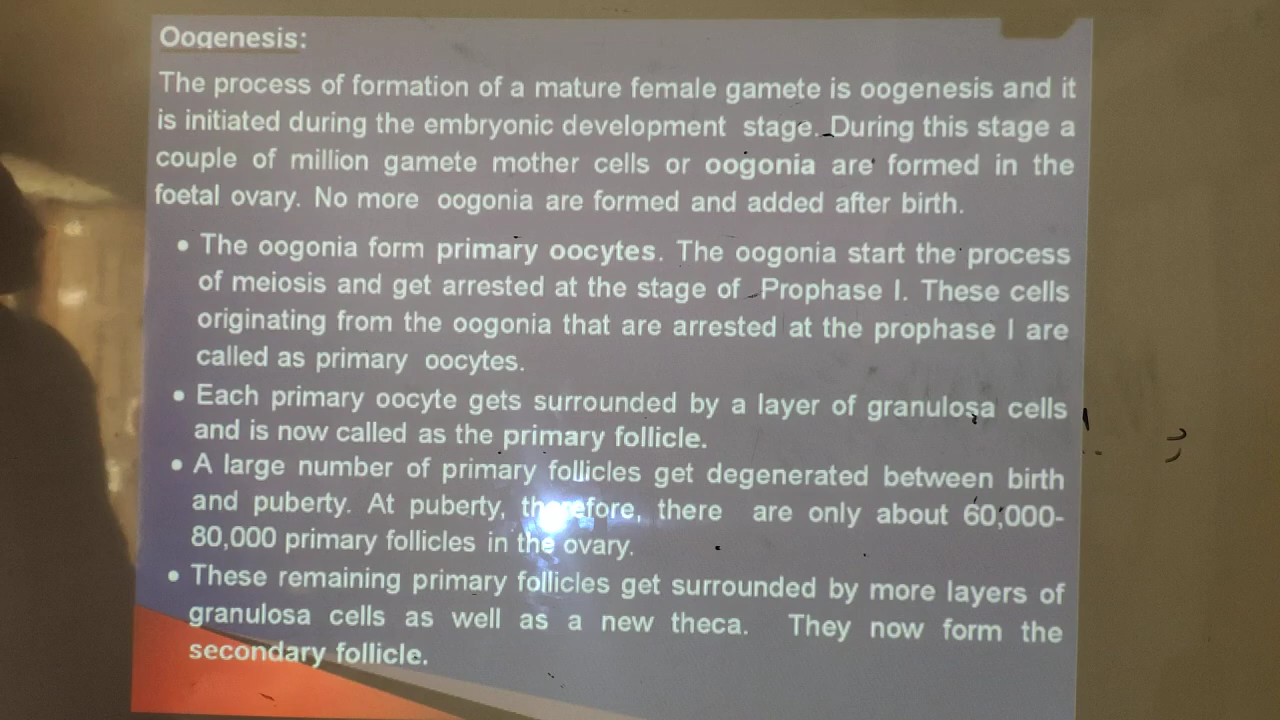 Oogenesis:
The process of formation of a mature female gamete is oogenesis and it
is initiated during the embryonic development stage. During this stage a
couple of million gamete mother cells or oogonia are formed in the
foetal ovary. No more oogonia are formed and added after birth.
• The oogonia form primary oocytes. The oogonia start the process
of meiosis and get arrested at the stage of Prophase I. These cells
originating from the oogonia that are arrested at the prophase I are
called as primary oocytes.
• Each primary oocyte gets surrounded by a layer of granulosa cells
and is now called as the primary follicle.
• A large number of primary follicles get degenerated between birth
and puberty. At puberty, therefore, there are only about 60,000-
80,000 primary follicles in the ovary.
• These remaining primary follicles get surrounded by more layers of
granulosa cells as well as a new theca. They now form the
secondary follicle.